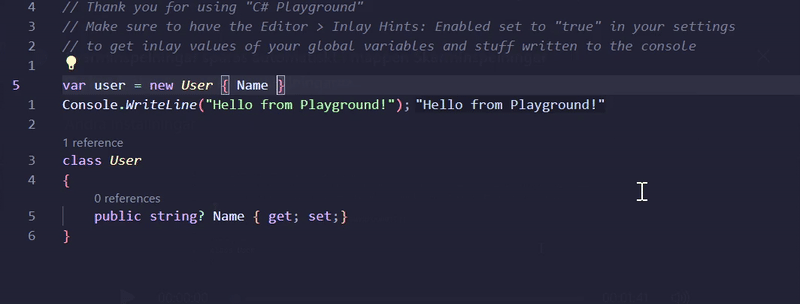 4 // Thank you for using "C# Playground"
3 // Make sure to have the Editor > Inlay Hints: Enabled set to "true" in your settings
2 // to get inlay values of your global variables and stuff written to the console
1
5 var user = new User { Name }
1 Console.WriteLine("Hello from Playground!"); "Hello from Playground!"
2
1 reference
3 class User
4 {
0 references
5 public string? Name { get; set;}
6 }